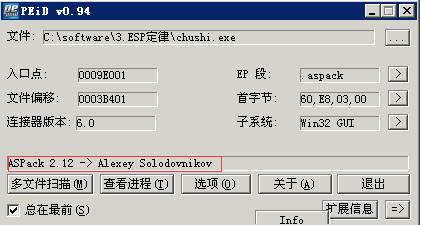 PEiD v0.94
文件: C:\software\3.ESP定律\chushi.exe ...
入口点: 0009E001 EP 段: .aspack >
文件偏移: 0003B401 首字节: 60,E8,03,00 >
连接器版本: 6.0 子系统: Win32 GUI >
ASPack 2.12 -> Alexey Solodovnikov
多文件扫描(M) 查看进程(T) 选项(O) 关于(A) 退出
总在最前(S) 扩展信息 =>
Info